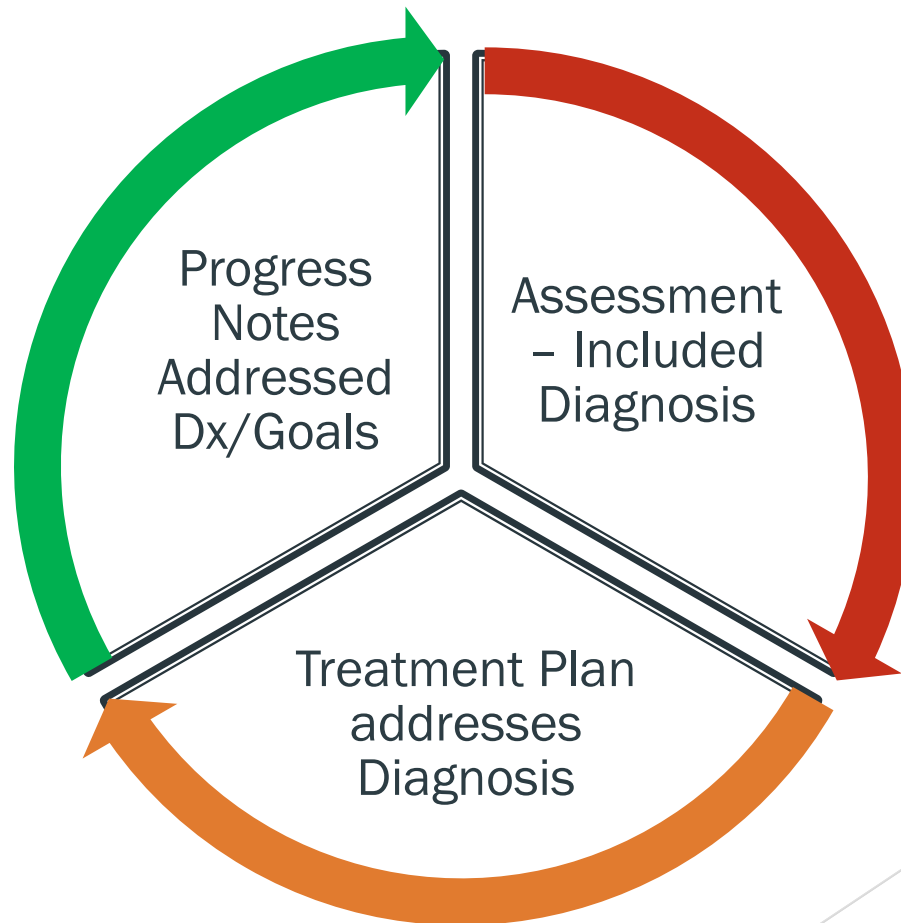 Progress
Notes
Addressed
Dx/Goals
Assessment
– Included
Diagnosis
Treatment Plan
addresses
Diagnosis